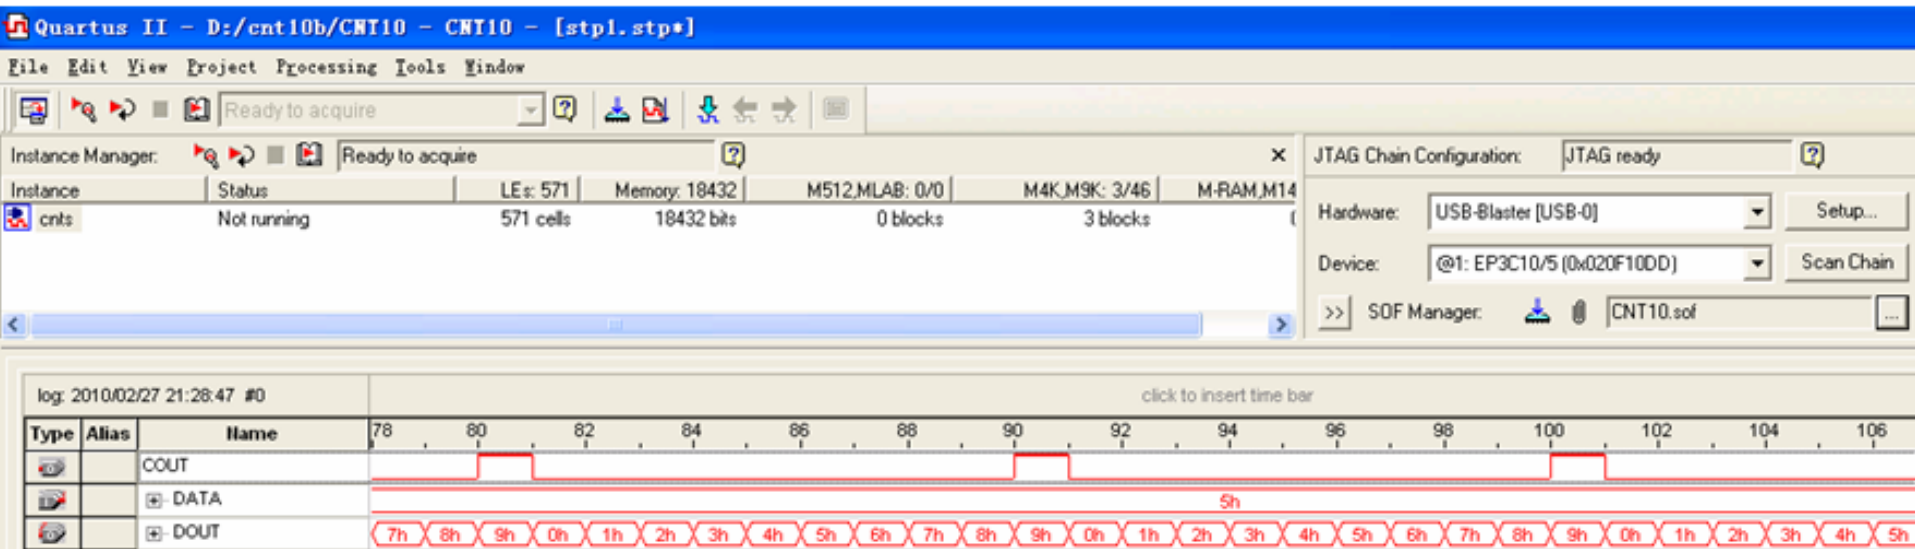 Quartus II - D:/cnt10b/CNT10 - CNT10 - [stp1.stp*]
File Edit View Project Processing Tools Window
Ready to acquire
Instance Manager: Ready to acquire JTAG Chain Configuration: JTAG ready
Instance Status LEs: 571 Memory: 18432 M512,MLAB: 0/0 M4K,M9K: 3/46 M-RAM,M14
cnts Not running 571 cells 18432 bits 0 blocks 3 blocks
Hardware: USB-Blaster [USB-0] Setup...
Device: @1: EP3C10/5 (0x020F10DD) Scan Chain
>> SOF Manager: CNT10.sof ...
log: 2010/02/27 21:28:47 #0 click to insert time bar
Type Alias Name 78 80 82 84 86 88 90 92 94 96 98 100 102 104 106
COUT
DATA 5h
DOUT 7h 8h 9h 0h 1h 2h 3h 4h 5h 6h 7h 8h 9h 0h 1h 2h 3h 4h 5h 6h 7h 8h 9h 0h 1h 2h 3h 4h 5h